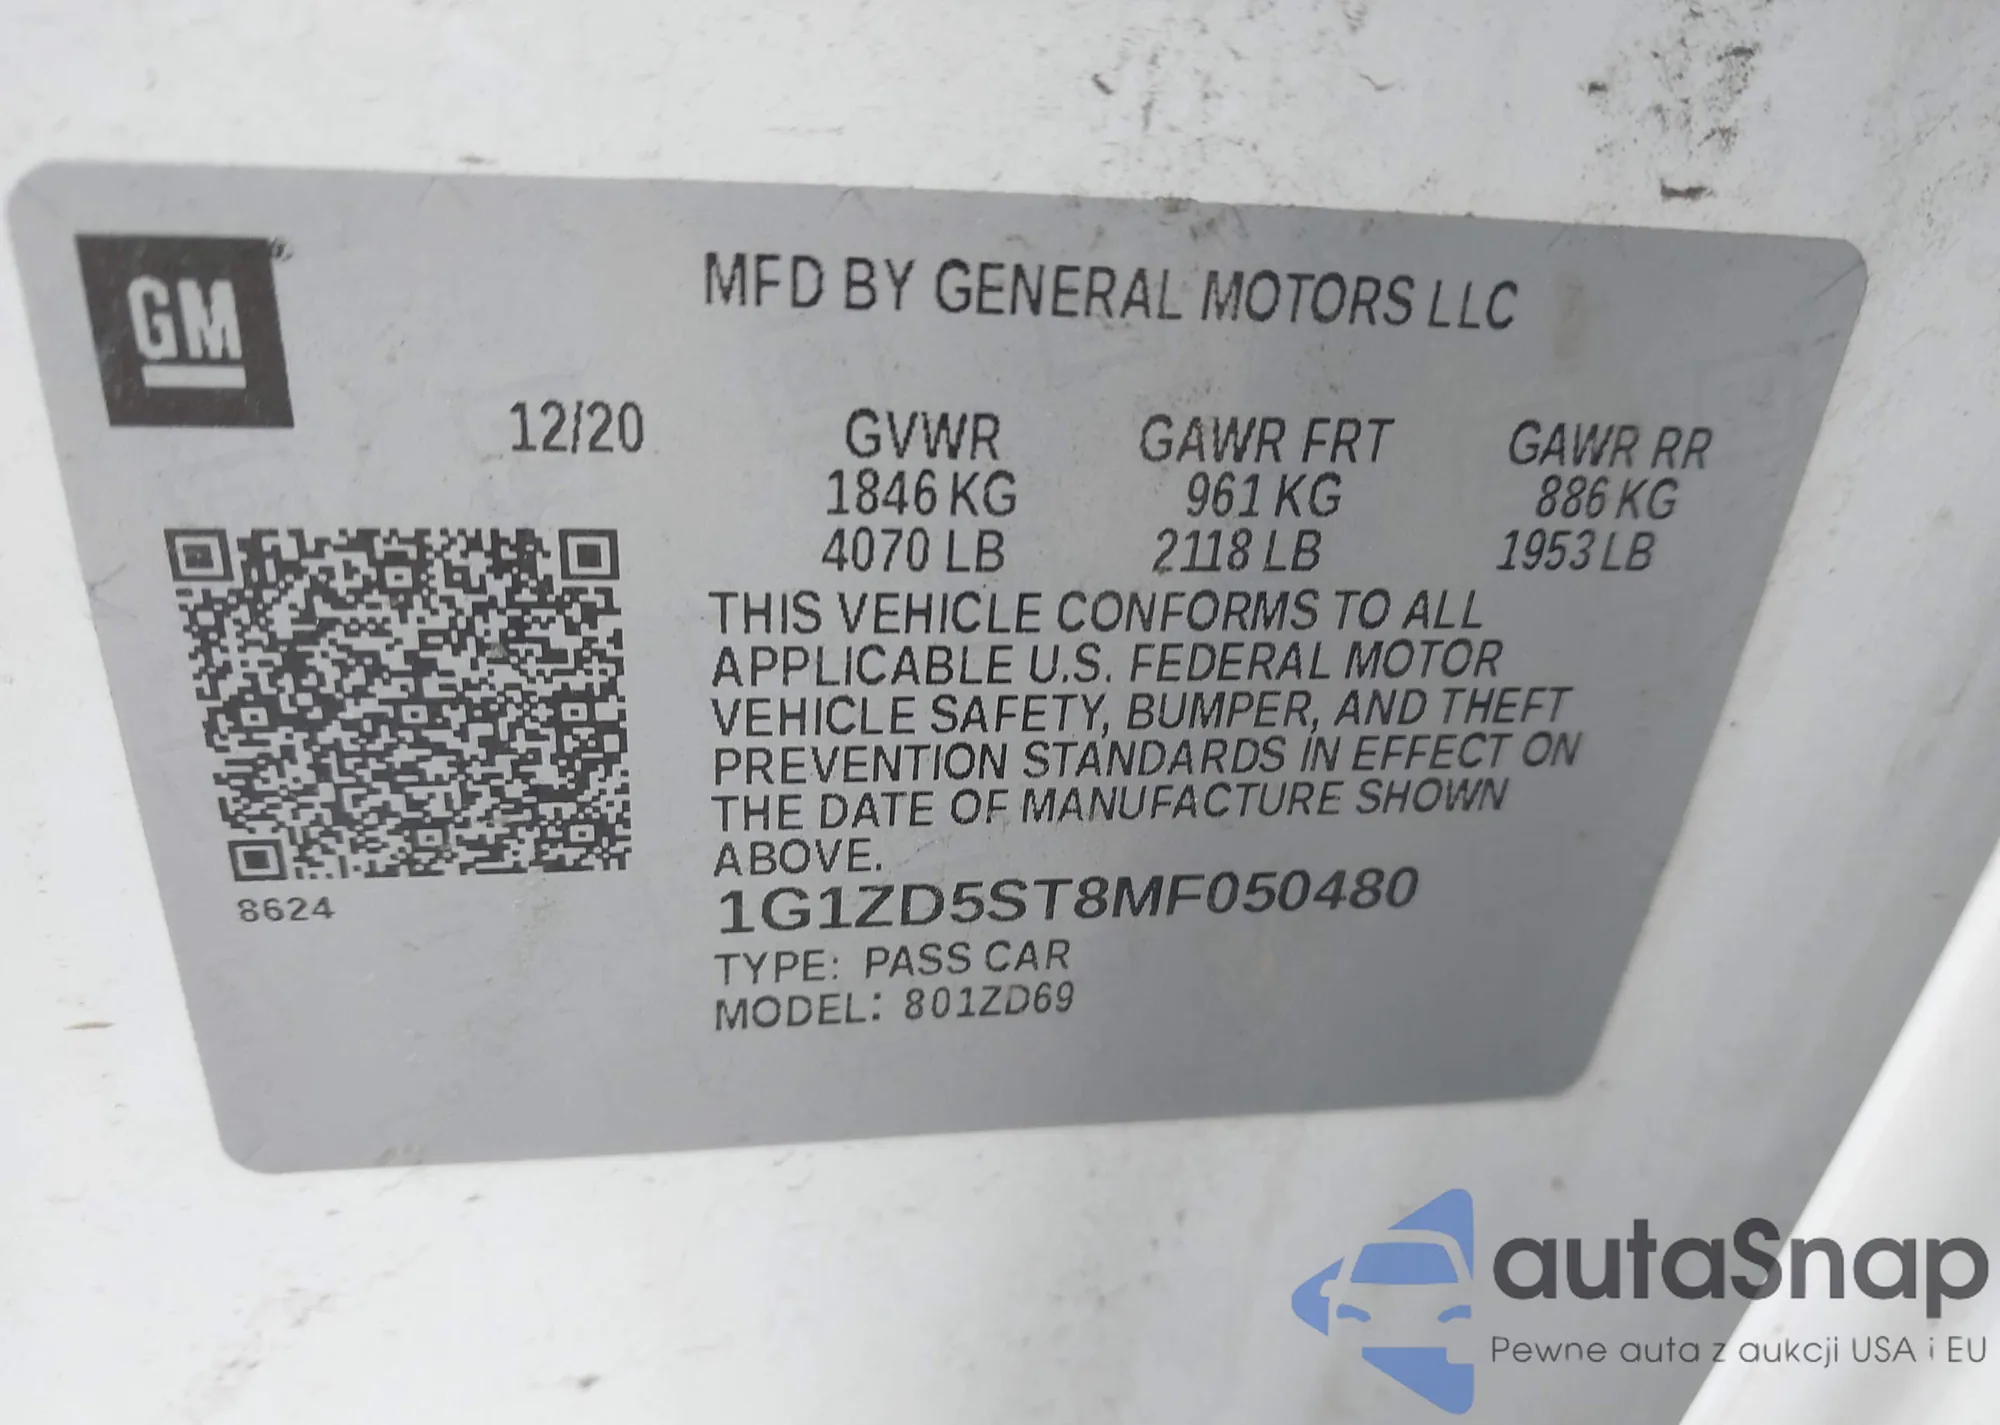 GM
MFD BY GENERAL MOTORS LLC
12/20
GVWR GAWR FRT GAWR RR
1846 KG 961 KG 886 KG
4070 LB 2118 LB 1953 LB
THIS VEHICLE CONFORMS TO ALL
APPLICABLE U.S. FEDERAL MOTOR
VEHICLE SAFETY, BUMPER, AND THEFT
PREVENTION STANDARDS IN EFFECT ON
THE DATE OF MANUFACTURE SHOWN
ABOVE.
8624
1G1ZD5ST8MF050480
TYPE: PASS CAR
MODEL: 801ZD69
autaSnap
Pewne auta z aukcji USA i EU